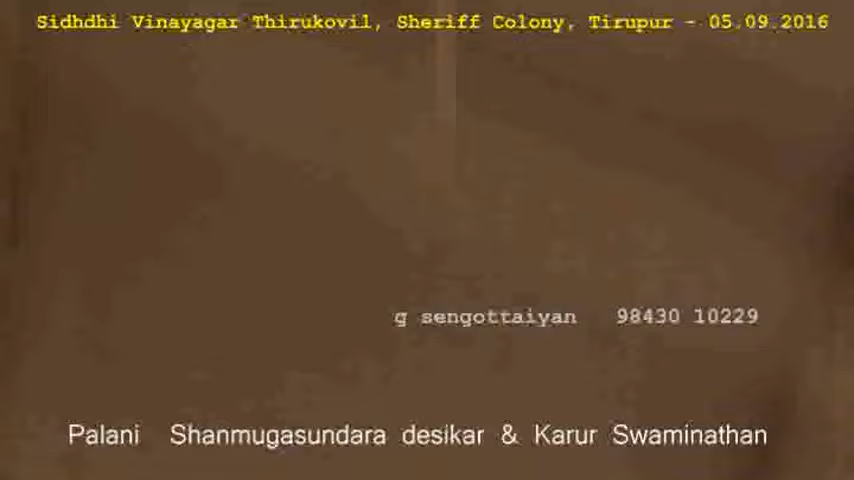 Sidhdhi Vinayagar Thirukovil, Sheriff Colony, Tirupur - 05.09.2016
g sengottaiyan 98430 10229
Palani Shanmugasundara desikar & Karur Swaminathan